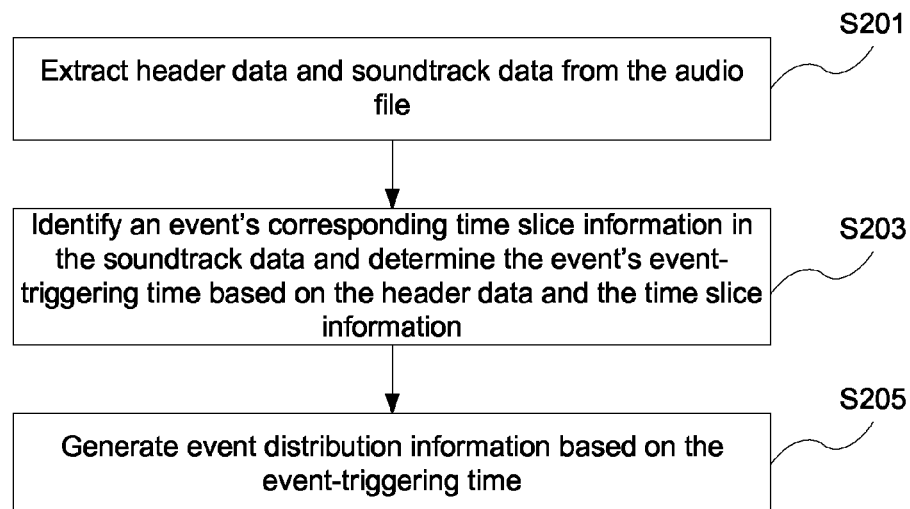 S201
Extract header data and soundtrack data from the audio
file
Identify an event's corresponding time slice information in
the soundtrack data and determine the event's event-
triggering time based on the header data and the time slice
information
S203
Generate event distribution information based on the
event-triggering time
S205